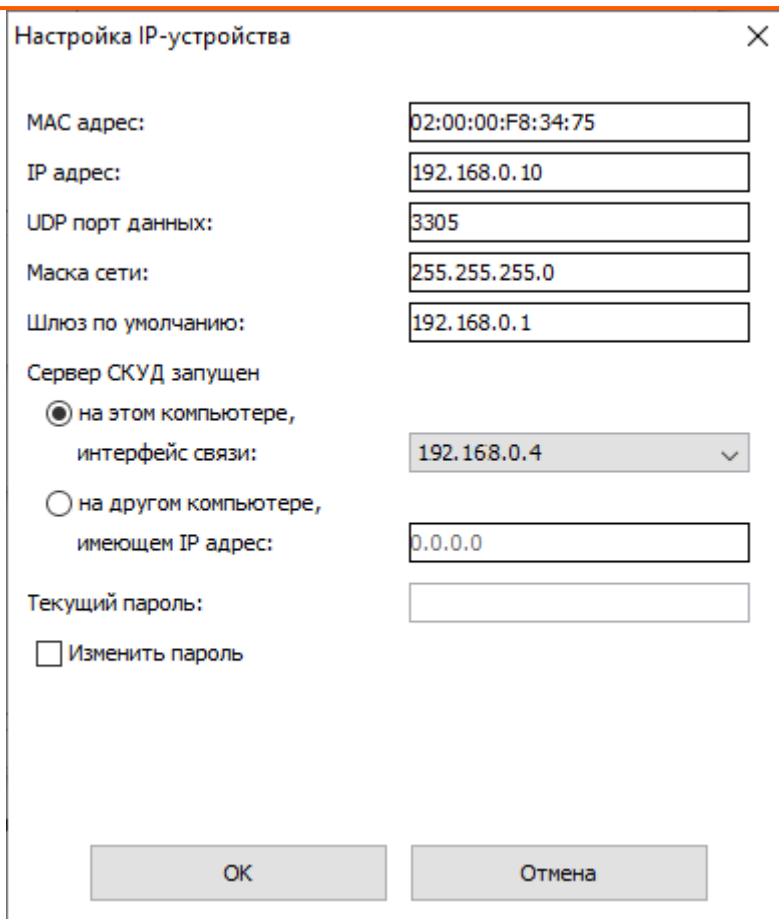 Настройка IP-устройства
MAC адрес: 02:00:00:F8:34:75
IP адрес: 192.168.0.10
UDP порт данных: 3305
Маска сети: 255.255.255.0
Шлюз по умолчанию: 192.168.0.1
Сервер СКУД запущен
на этом компьютере,
интерфейс связи: 192.168.0.4
на другом компьютере,
имеющем IP адрес: 0.0.0.0
Текущий пароль:
Изменить пароль
OK Отмена